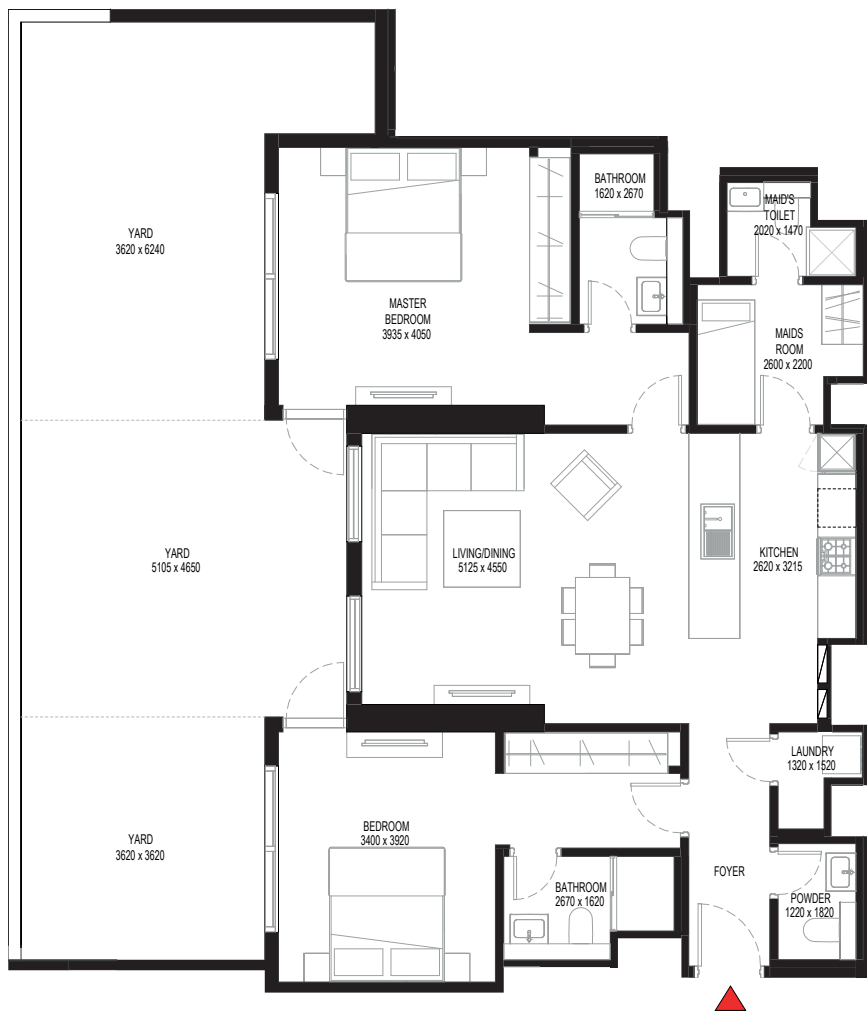 BATHROOM
1620 x 2670
MAID'S
TOILET
2020 x 1470
YARD
3620 x 6240
MASTER
BEDROOM
3935 x 4050
MAIDS
ROOM
2600 x 2200
YARD
5105 x 4650
LIVING/DINING
5125 x 4550
KITCHEN
2620 x 3215
LAUNDRY
1320 x 1520
YARD
3620 x 3620
BEDROOM
3400 x 3920
BATHROOM
2670 x 1620
FOYER
POWDER
1220 x 1820